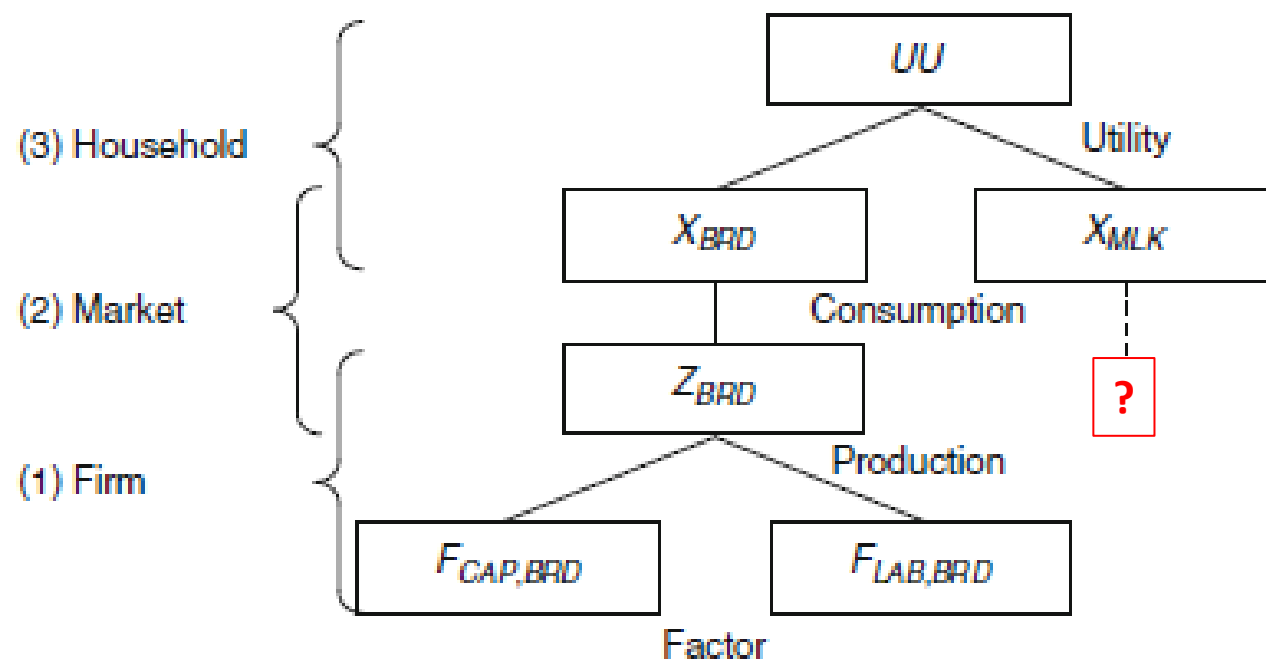 UU
(3) Household
Utility
X_BRD
X_MLK
(2) Market
Consumption
Z_BRD
?
(1) Firm
Production
F_CAP,BRD
F_LAB,BRD
Factor